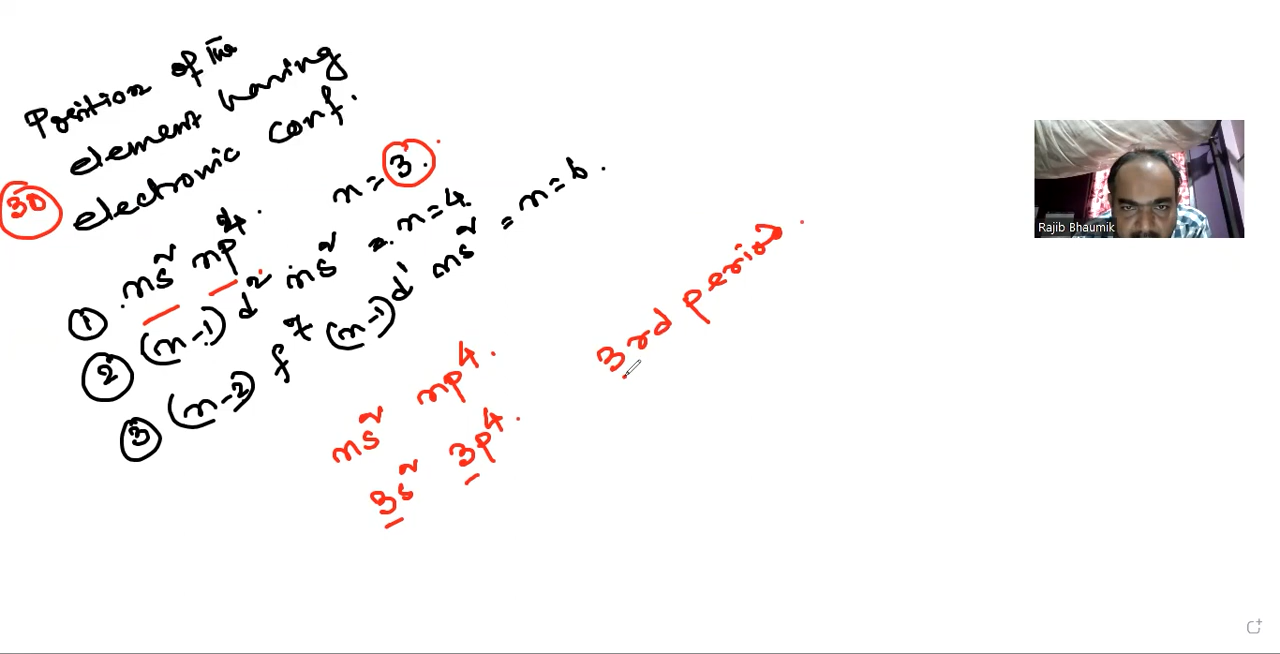 Position of the
element having
electronic conf.
30
① ns² np⁴. n = 3.
② (n-1) d² ns² = n=4.
③ (n-2) f⁷ (n-1) d¹ ns² = n=6.
ns² np⁴.
3s² 3p⁴.
3rd period.
Rajib Bhaumik